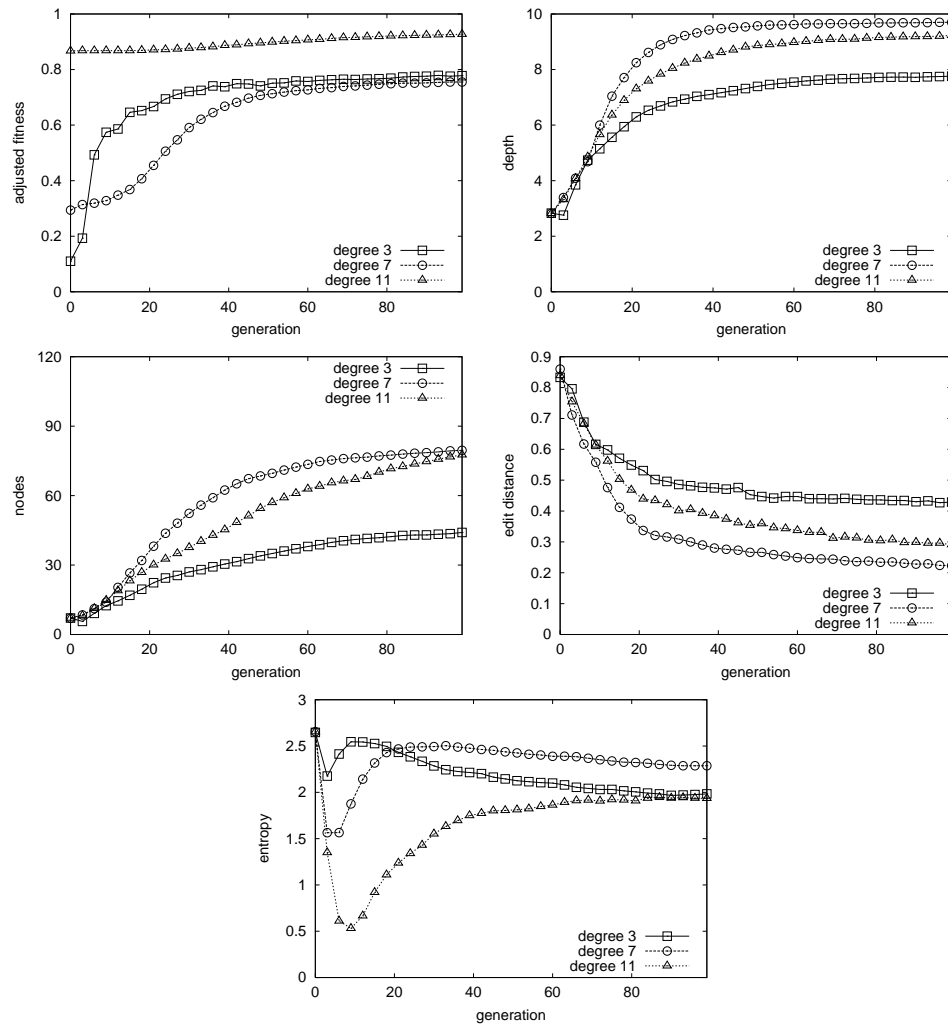 1
0.8
0.6
0.4
0.2
0
adjusted fitness
0 20 40 60 80
generation
degree 3
degree 7
degree 11
10
8
6
4
2
0
depth
0 20 40 60 80
generation
degree 3
degree 7
degree 11
120
90
60
30
0
nodes
0 20 40 60 80
generation
degree 3
degree 7
degree 11
0.9
0.8
0.7
0.6
0.5
0.4
0.3
0.2
0.1
0
edit distance
0 20 40 60 80
generation
degree 3
degree 7
degree 11
3
2.5
2
1.5
1
0.5
0
entropy
0 20 40 60 80
generation
degree 3
degree 7
degree 11